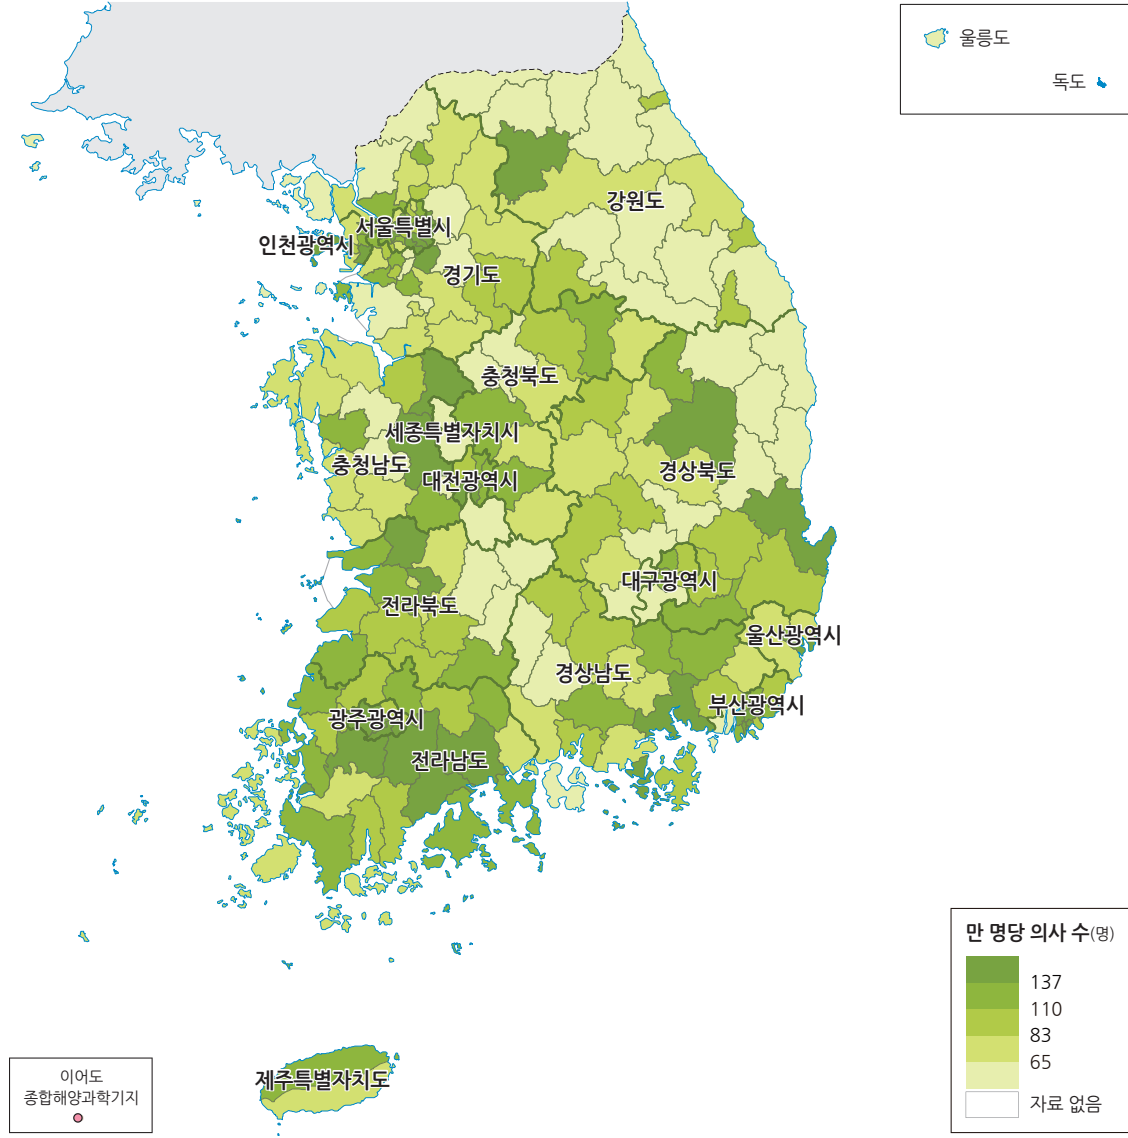 울릉도
독도
강원도
서울특별시
인천광역시
경기도
충청북도
세종특별자치시
충청남도
대전광역시
경상북도
대구광역시
전라북도
울산광역시
경상남도
부산광역시
광주광역시
전라남도
제주특별자치도
만 명당 의사 수(명)
137
110
83
65
자료 없음
이어도
종합해양과학기지